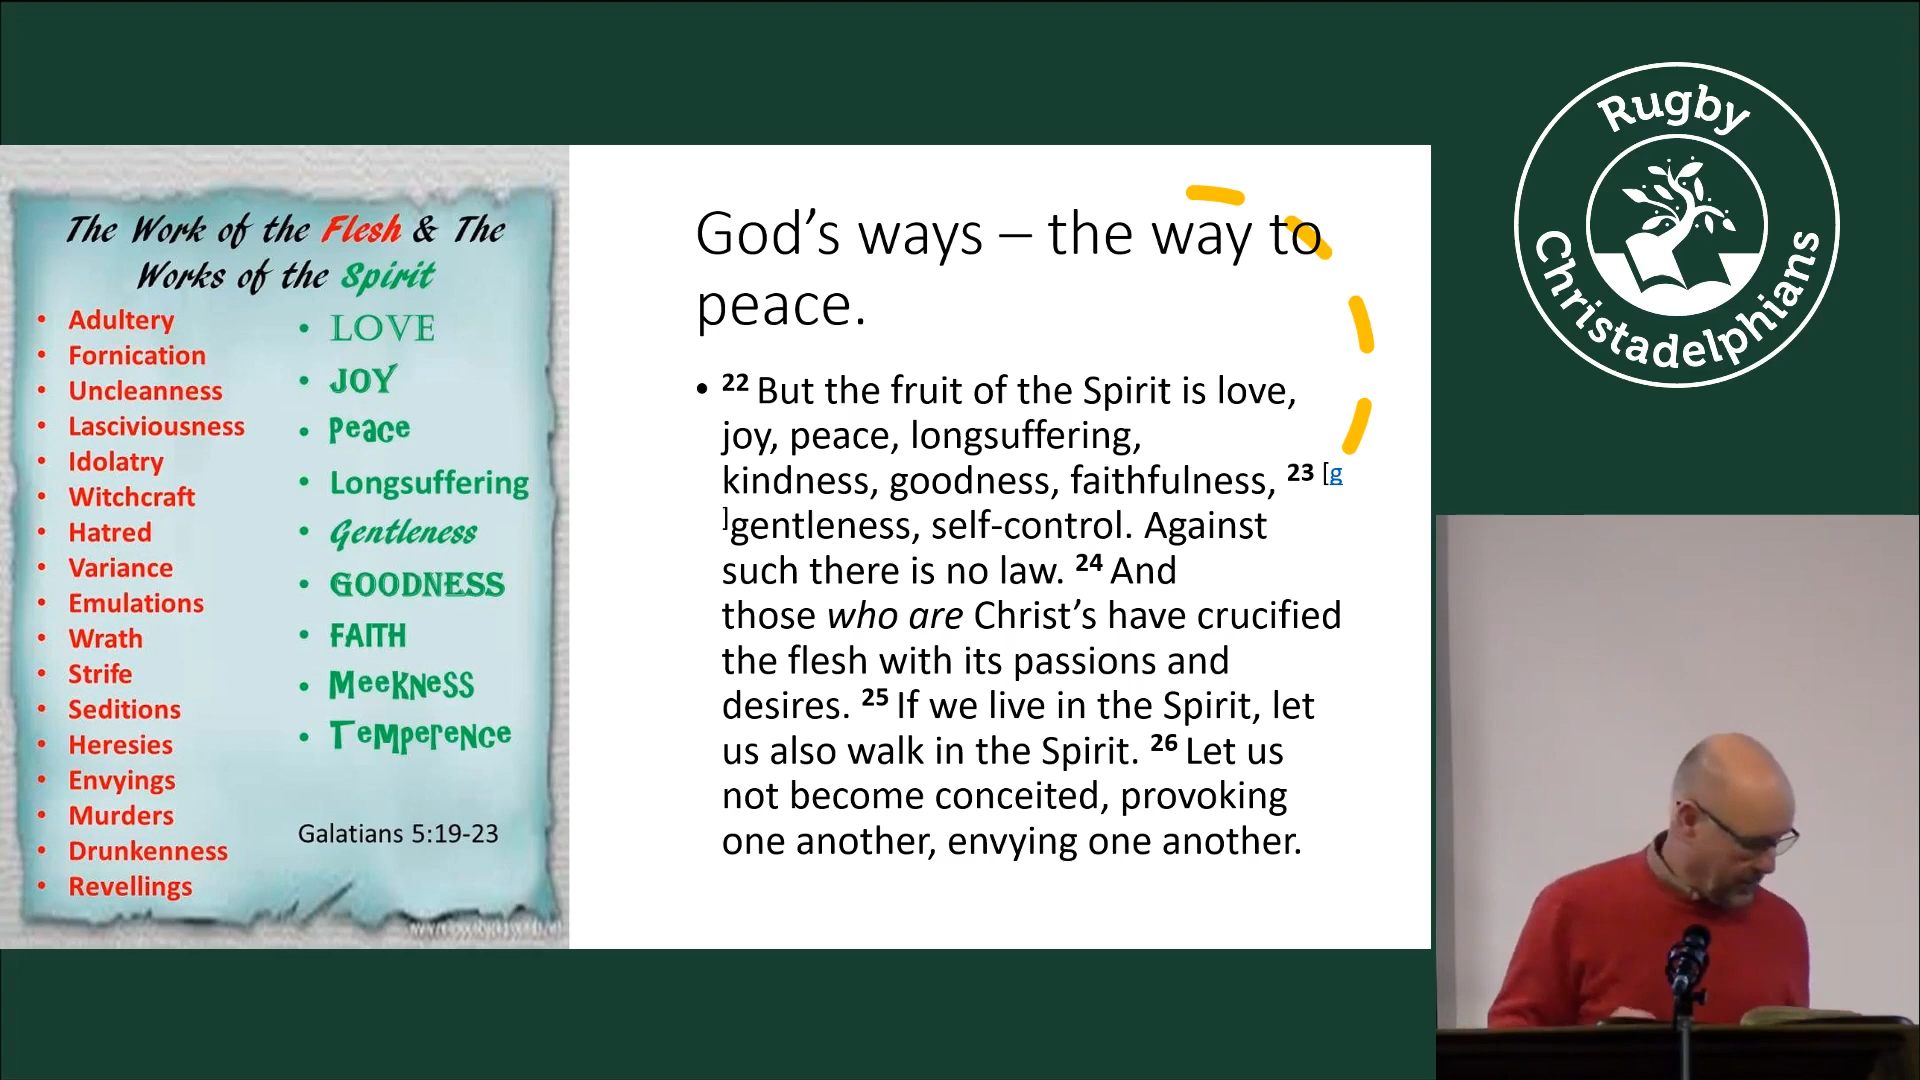 The Work of the Flesh & The
Works of the Spirit
• Adultery
• Fornication
• Uncleanness
• Lasciviousness
• Idolatry
• Witchcraft
• Hatred
• Variance
• Emulations
• Wrath
• Strife
• Seditions
• Heresies
• Envyings
• Murders
• Drunkenness
• Revellings
• LOVE
• JOY
• Peace
• Longsuffering
• Gentleness
• GOODNESS
• FAITH
• MeeKNeSS
• TeMpereNce
Galatians 5:19-23
God’s ways – the way to
peace.
• 22 But the fruit of the Spirit is love,
joy, peace, longsuffering,
kindness, goodness, faithfulness, 23 [g
]gentleness, self-control. Against
such there is no law. 24 And
those who are Christ’s have crucified
the flesh with its passions and
desires. 25 If we live in the Spirit, let
us also walk in the Spirit. 26 Let us
not become conceited, provoking
one another, envying one another.
Rugby
Christadelphians